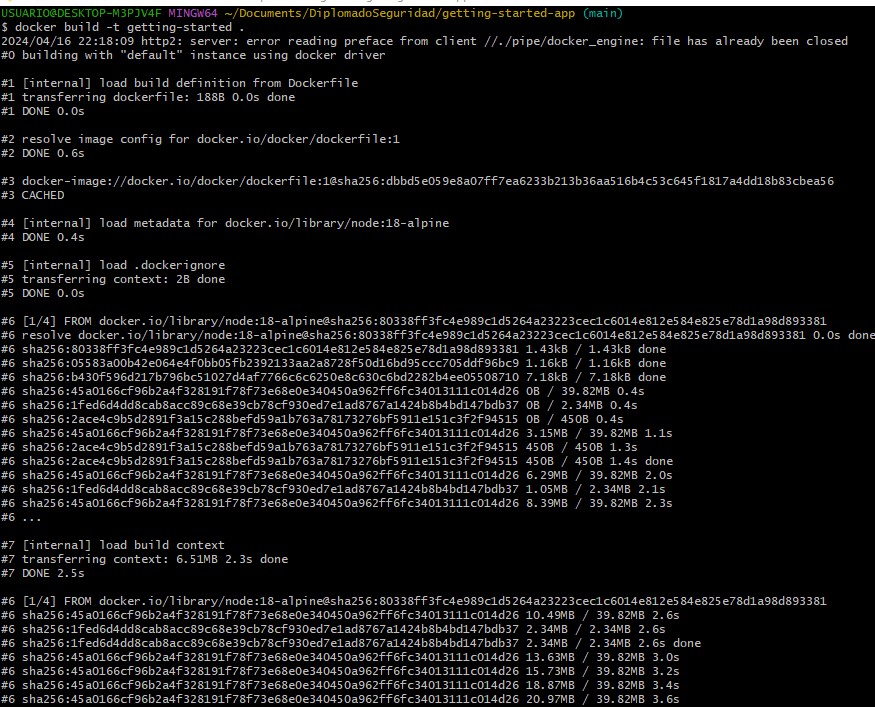 USUARIO@DESKTOP-M3PJV4F MINGW64 ~/Documents/DiplomadoSeguridad/getting-started-app (main)
$ docker build -t getting-started .
2024/04/16 22:18:09 http2: server: error reading preface from client //./pipe/docker_engine: file has already been closed
#0 building with "default" instance using docker driver

#1 [internal] load build definition from Dockerfile
#1 transferring dockerfile: 188B 0.0s done
#1 DONE 0.0s

#2 resolve image config for docker.io/docker/dockerfile:1
#2 DONE 0.6s

#3 docker-image://docker.io/docker/dockerfile:1@sha256:dbbd5e059e8a07ff7ea6233b213b36aa516b4c53c645f1817a4dd18b83cbea56
#3 CACHED

#4 [internal] load metadata for docker.io/library/node:18-alpine
#4 DONE 0.4s

#5 [internal] load .dockerignore
#5 transferring context: 2B done
#5 DONE 0.0s

#6 [1/4] FROM docker.io/library/node:18-alpine@sha256:80338ff3fc4e989c1d5264a23223cec1c6014e812e584e825e78d1a98d893381
#6 resolve docker.io/library/node:18-alpine@sha256:80338ff3fc4e989c1d5264a23223cec1c6014e812e584e825e78d1a98d893381 0.0s done
#6 sha256:80338ff3fc4e989c1d5264a23223cec1c6014e812e584e825e78d1a98d893381 1.43kB / 1.43kB done
#6 sha256:05583a00b42e064e4f0bb05fb2392133aa2a8728f50d16bd95ccc705ddf96bc9 1.16kB / 1.16kB done
#6 sha256:b430f596d217b796bc51027d4af7766c6c6250e8c630c6bd2282b4ee05508710 7.18kB / 7.18kB done
#6 sha256:45a0166cf96b2a4f328191f78f73e68e0e340450a962ff6fc34013111c014d26 0B / 39.82MB 0.4s
#6 sha256:1fed6d4dd8cab8acc89c68e39cb78cf930ed7e1ad8767a1424b8b4bd147bdb37 0B / 2.34MB 0.4s
#6 sha256:2ace4c9b5d2891f3a15c288befd59a1b763a78173276bf5911e151c3f2f94515 0B / 450B 0.4s
#6 sha256:45a0166cf96b2a4f328191f78f73e68e0e340450a962ff6fc34013111c014d26 3.15MB / 39.82MB 1.1s
#6 sha256:2ace4c9b5d2891f3a15c288befd59a1b763a78173276bf5911e151c3f2f94515 450B / 450B 1.3s
#6 sha256:2ace4c9b5d2891f3a15c288befd59a1b763a78173276bf5911e151c3f2f94515 450B / 450B 1.4s done
#6 sha256:45a0166cf96b2a4f328191f78f73e68e0e340450a962ff6fc34013111c014d26 6.29MB / 39.82MB 2.0s
#6 sha256:1fed6d4dd8cab8acc89c68e39cb78cf930ed7e1ad8767a1424b8b4bd147bdb37 1.05MB / 2.34MB 2.1s
#6 sha256:45a0166cf96b2a4f328191f78f73e68e0e340450a962ff6fc34013111c014d26 8.39MB / 39.82MB 2.3s
#6 ...

#7 [internal] load build context
#7 transferring context: 6.51MB 2.3s done
#7 DONE 2.5s

#6 [1/4] FROM docker.io/library/node:18-alpine@sha256:80338ff3fc4e989c1d5264a23223cec1c6014e812e584e825e78d1a98d893381
#6 sha256:45a0166cf96b2a4f328191f78f73e68e0e340450a962ff6fc34013111c014d26 10.49MB / 39.82MB 2.6s
#6 sha256:1fed6d4dd8cab8acc89c68e39cb78cf930ed7e1ad8767a1424b8b4bd147bdb37 2.34MB / 2.34MB 2.6s
#6 sha256:1fed6d4dd8cab8acc89c68e39cb78cf930ed7e1ad8767a1424b8b4bd147bdb37 2.34MB / 2.34MB 2.6s done
#6 sha256:45a0166cf96b2a4f328191f78f73e68e0e340450a962ff6fc34013111c014d26 13.63MB / 39.82MB 3.0s
#6 sha256:45a0166cf96b2a4f328191f78f73e68e0e340450a962ff6fc34013111c014d26 15.73MB / 39.82MB 3.2s
#6 sha256:45a0166cf96b2a4f328191f78f73e68e0e340450a962ff6fc34013111c014d26 18.87MB / 39.82MB 3.4s
#6 sha256:45a0166cf96b2a4f328191f78f73e68e0e340450a962ff6fc34013111c014d26 20.97MB / 39.82MB 3.6s